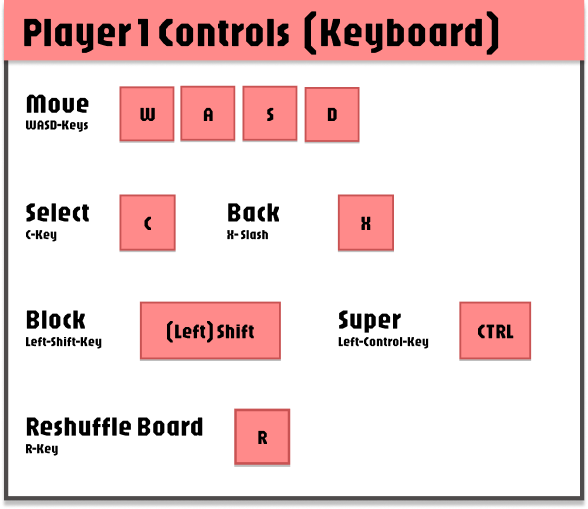 Player 1 Controls (Keyboard)
Move
WASD-Keys
W A S D
Select
C-Key
C
Back
X- Slash
X
Block
Left-Shift-Key
(Left) Shift
Super
Left-Control-Key
CTRL
Reshuffle Board
R-Key
R